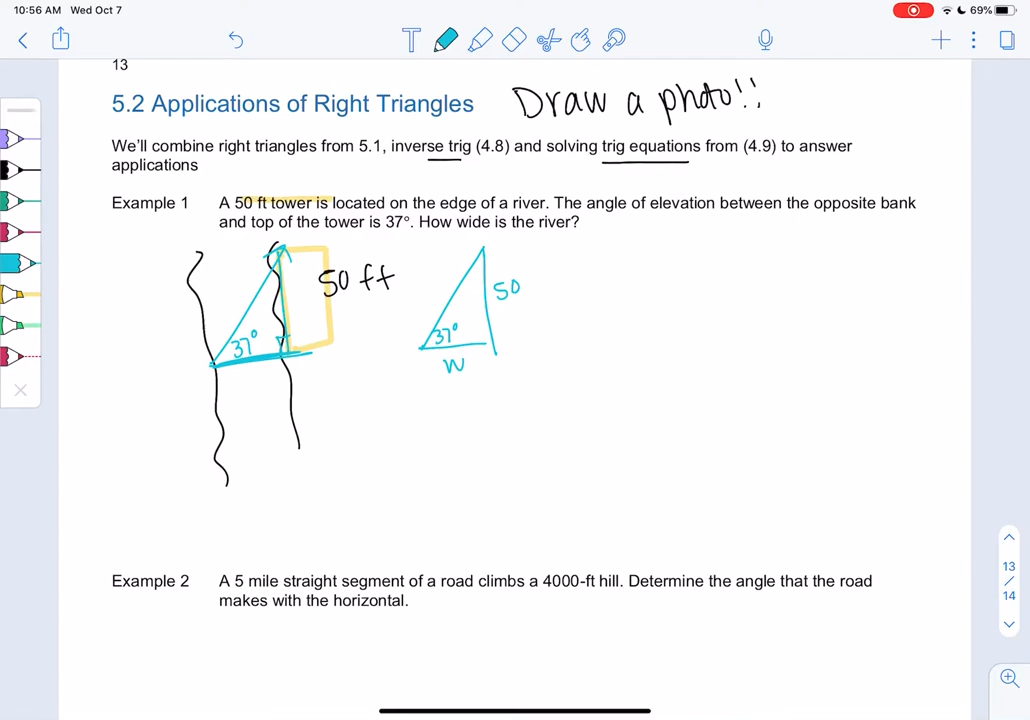 10:56 AM Wed Oct 7
69%
13
5.2 Applications of Right Triangles
Draw a photo!!
We'll combine right triangles from 5.1, inverse trig (4.8) and solving trig equations from (4.9) to answer
applications
Example 1 A 50 ft tower is located on the edge of a river. The angle of elevation between the opposite bank
and top of the tower is 37°. How wide is the river?
50 ft
37°
50
37°
W
Example 2 A 5 mile straight segment of a road climbs a 4000-ft hill. Determine the angle that the road
makes with the horizontal.
13
/
14